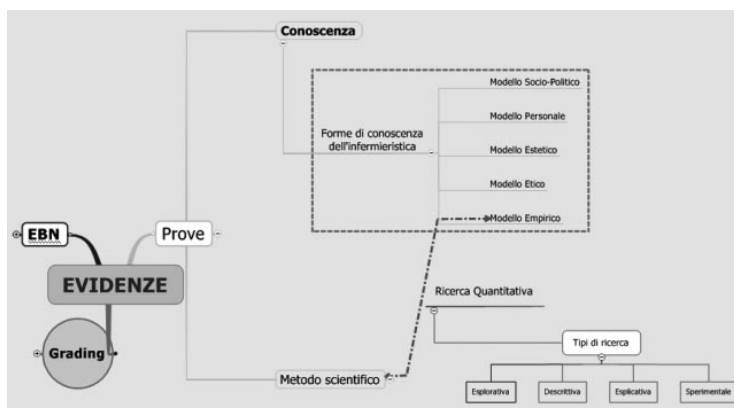 Conoscenza
Modello Socio-Politico
Modello Personale
Forme di conoscenza
dell'infermieristica
Modello Estetico
Modello Etico
Modello Empirico
EBN
Prove
EVIDENZE
Grading
Ricerca Quantitativa
Tipi di ricerca
Metodo scientifico
Esplorativa
Descrittiva
Esplicativa
Sperimentale